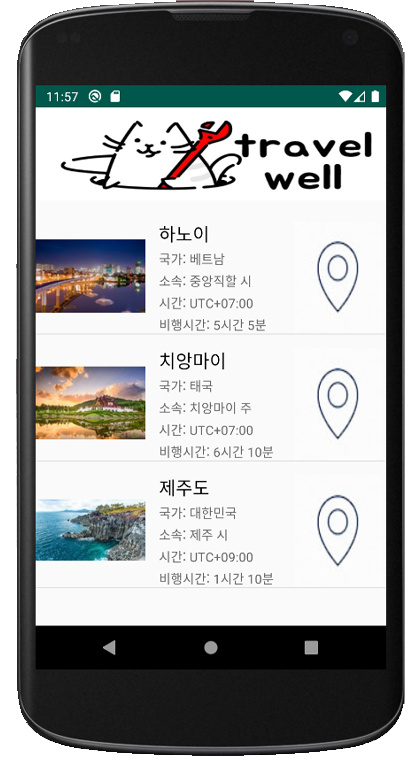 11:57
travel
well
하노이
국가: 베트남
소속: 중앙직할 시
시간: UTC+07:00
비행시간: 5시간 5분
치앙마이
국가: 태국
소속: 치앙마이 주
시간: UTC+07:00
비행시간: 6시간 10분
제주도
국가: 대한민국
소속: 제주 시
시간: UTC+09:00
비행시간: 1시간 10분